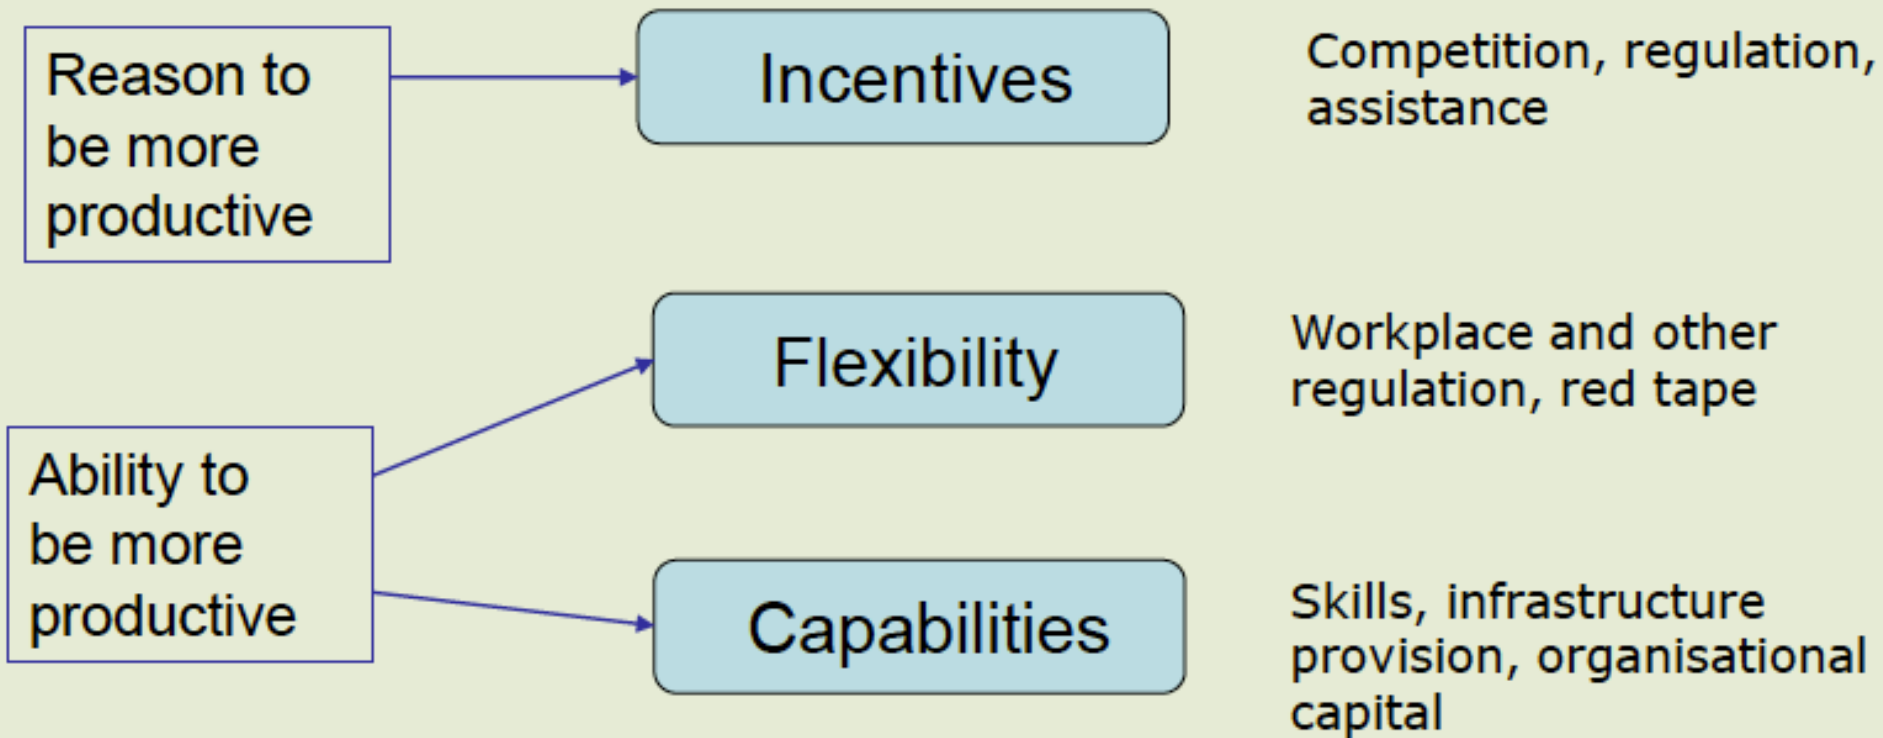 Reason to
be more
productive
Incentives
Competition, regulation,
assistance
Ability to
be more
productive
Flexibility
Workplace and other
regulation, red tape
Capabilities
Skills, infrastructure
provision, organisational
capital